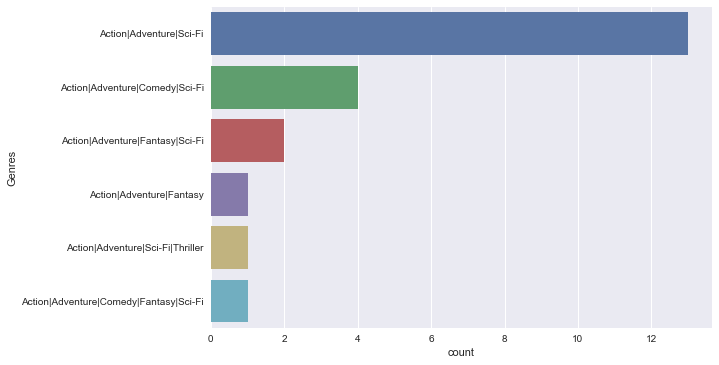 Genres
Action|Adventure|Sci-Fi
Action|Adventure|Comedy|Sci-Fi
Action|Adventure|Fantasy|Sci-Fi
Action|Adventure|Fantasy
Action|Adventure|Sci-Fi|Thriller
Action|Adventure|Comedy|Fantasy|Sci-Fi
0 2 4 6 8 10 12
count